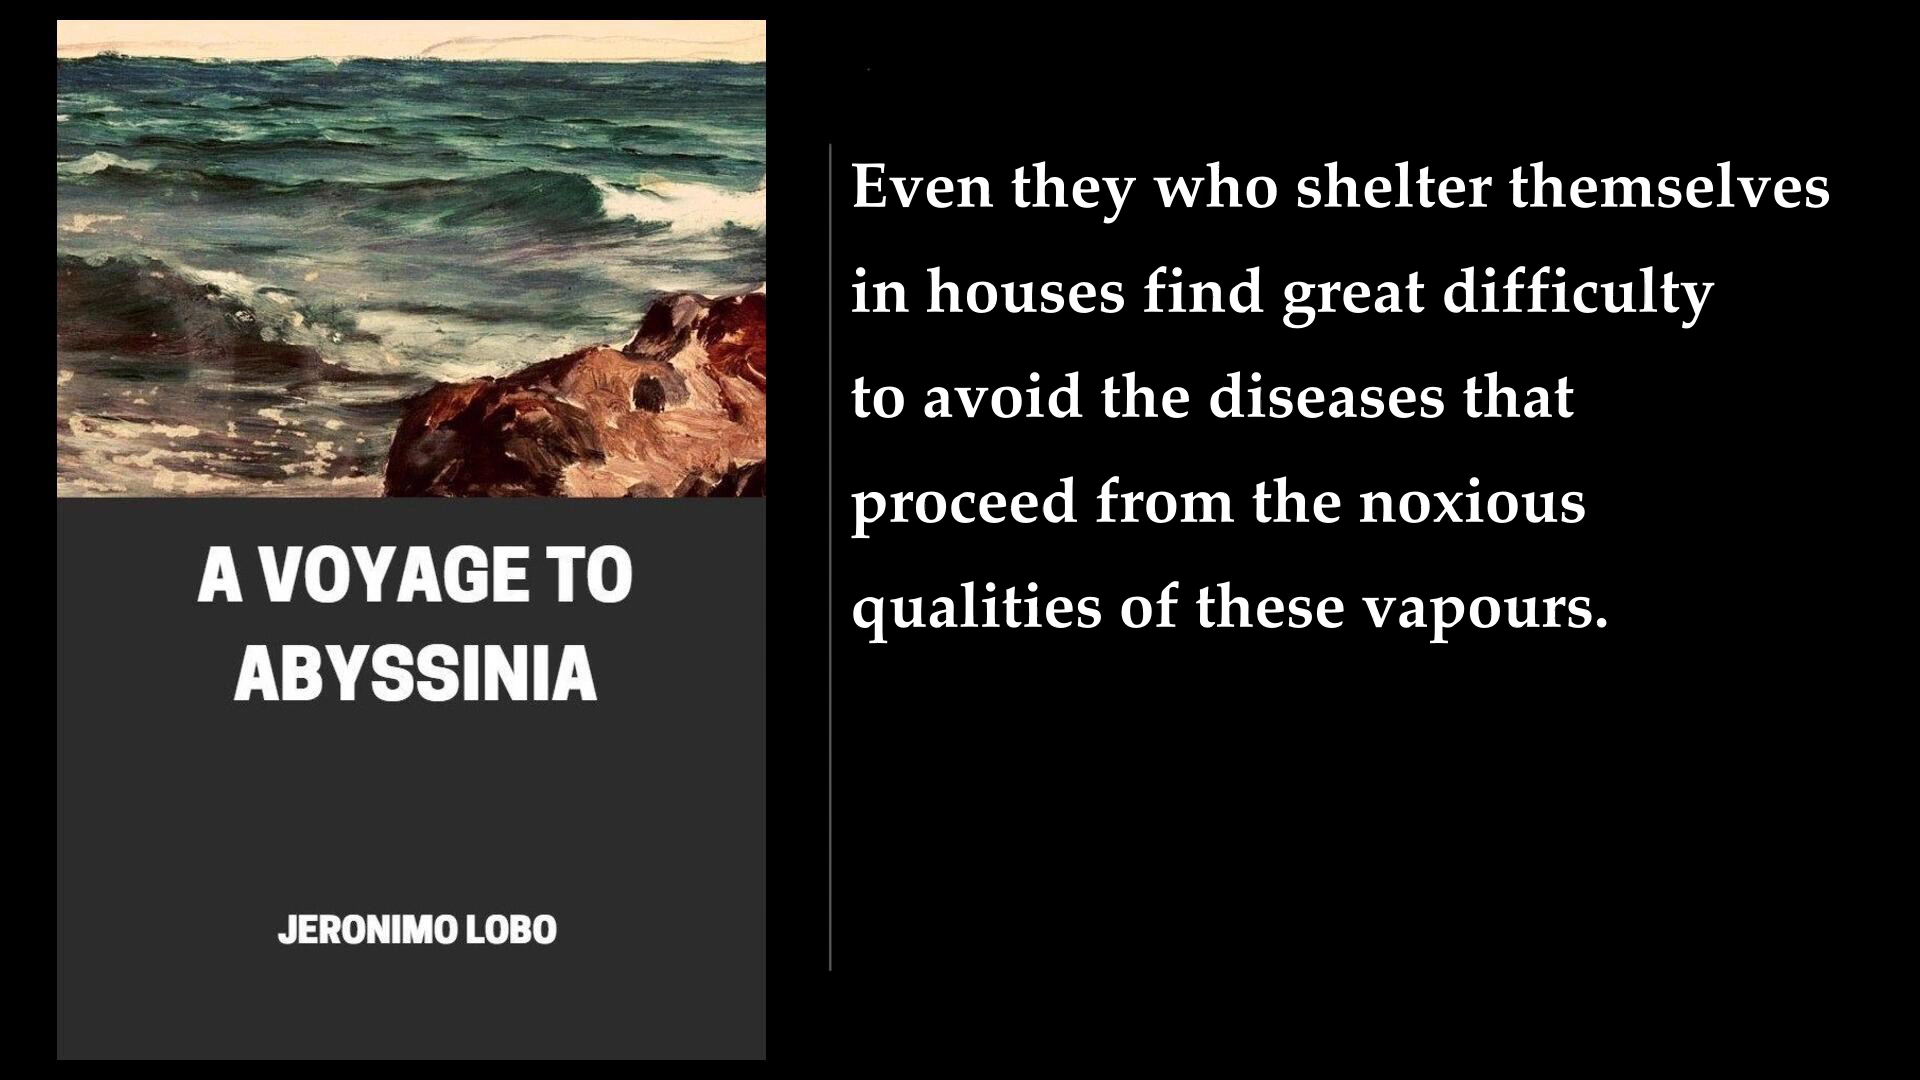 A VOYAGE TO
ABYSSINIA
JERONIMO LOBO
Even they who shelter themselves
in houses find great difficulty
to avoid the diseases that
proceed from the noxious
qualities of these vapours.